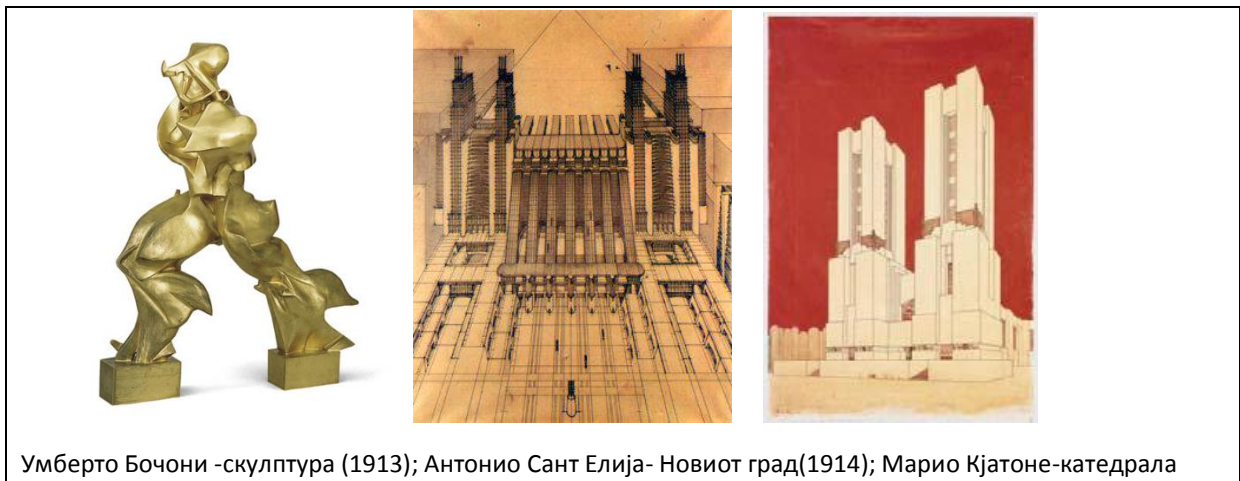 Умберто Бочони -скулптура (1913); Антонио Сант Елија- Новиот град(1914); Марио Кјатоне-катедрала